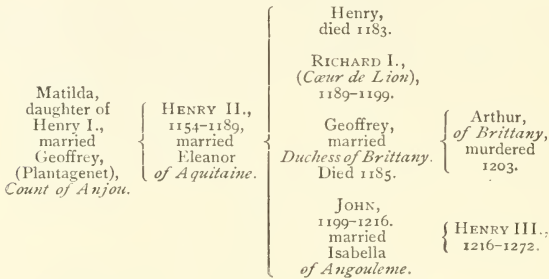 Matilda,
daughter of
Henry I.,
married
Geoffrey,
(Plantagenet),
Count of Anjou.
HENRY II.,
1154-1189,
married
Eleanor
of Aquitaine.
Henry,
died 1183.
RICHARD I.,
(Cœur de Lion),
1189-1199.
Geoffrey,
married
Duchess of Brittany.
Died 1185.
JOHN,
1199-1216.
married
Isabella
of Angouleme.
Arthur,
of Brittany,
murdered
1203.
HENRY III.,
1216-1272.